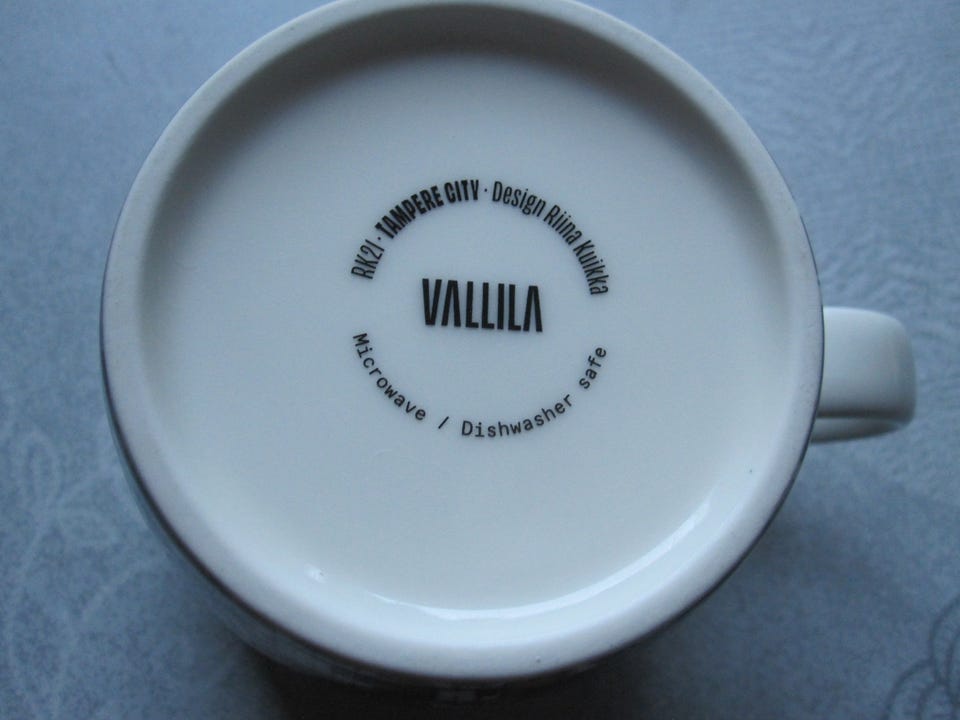 RK21 · TAMPERE CITY · Design Riina Kuikka
VALLILA
Microwave / Dishwasher safe